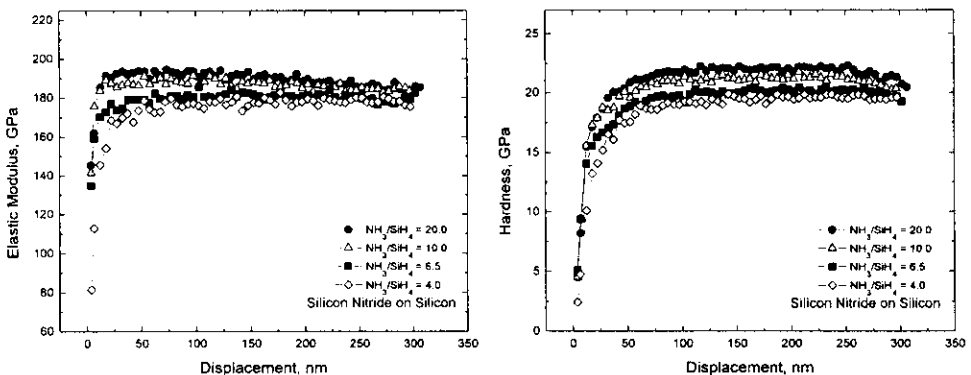 220
200
180
160
140
120
100
80
60
Elastic Modulus, GPa
NH3/SiH4 = 20.0
NH3/SiH4 = 10.0
NH3/SiH4 = 6.5
NH3/SiH4 = 4.0
Silicon Nitride on Silicon
0 50 100 150 200 250 300 350
Displacement, nm
25
20
15
10
5
0
Hardness, GPa
NH3/SiH4 = 20.0
NH3/SiH4 = 10.0
NH3/SiH4 = 6.5
NH3/SiH4 = 4.0
Silicon Nitride on Silicon
0 50 100 150 200 250 300 350
Displacement, nm